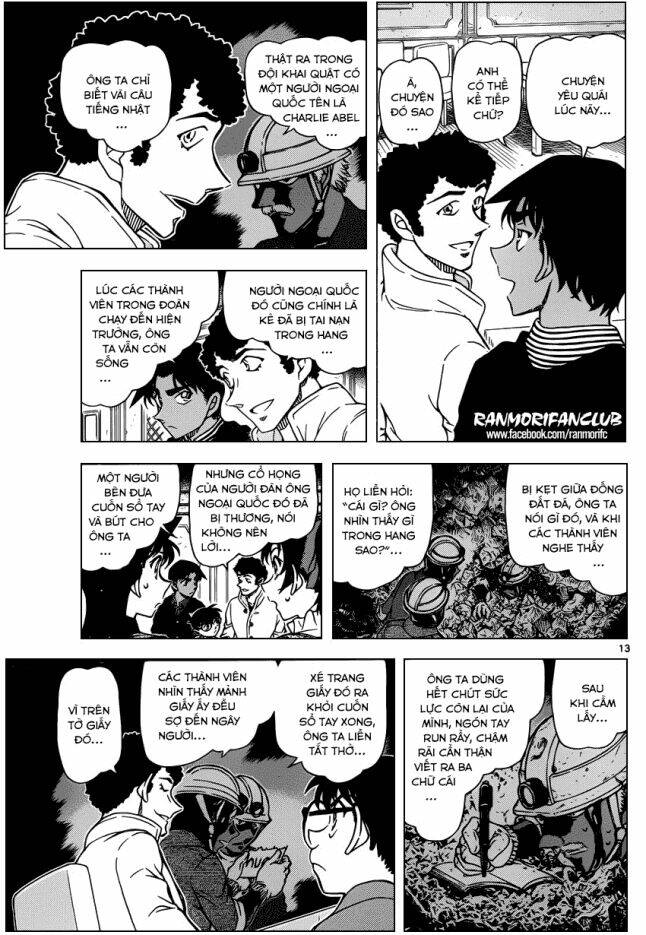 CHUYỆN
YÊU QUÁI
LÚC NÃY...
ANH
CÓ THỂ
KỂ TIẾP
CHỨ?
À,
CHUYỆN
ĐÓ SAO
...
THẬT RA TRONG
ĐỘI KHAI QUẬT CÓ
MỘT NGƯỜI NGOẠI
QUỐC TÊN LÀ
CHARLIE ABEL
...
ÔNG TA CHỈ
BIẾT VÀI CÂU
TIẾNG NHẬT
...
RANMORIFANCLUB
www.facebook.com/ranmorifc
NGƯỜI NGOẠI QUỐC
ĐÓ CŨNG CHÍNH LÀ
KẺ ĐÃ BỊ TAI NẠN
TRONG HANG
...
LÚC CÁC THÀNH
VIÊN TRONG ĐOÀN
CHẠY ĐẾN HIỆN
TRƯỜNG, ÔNG
TA VẪN CÒN
SỐNG
...
BỊ KẸT GIỮA ĐỐNG
ĐẤT ĐÁ, ÔNG TA
NÓI GÌ ĐÓ, VÀ KHI
CÁC THÀNH VIÊN
NGHE THẤY
...
HỌ LIỀN HỎI:
"CÁI GÌ? ÔNG
NHÌN THẤY GÌ
TRONG HANG
SAO?"...
NHƯNG CỔ HỌNG
CỦA NGƯỜI ĐÀN ÔNG
NGOẠI QUỐC ĐÓ ĐÃ
BỊ THƯƠNG, NÓI
KHÔNG NÊN
LỜI...
MỘT NGƯỜI
BÈN ĐƯA
CUỐN SỔ TAY
VÀ BÚT CHO
ÔNG TA
...
13
SAU
KHI CẦM
LẤY...
ÔNG TA DÙNG
HẾT CHÚT SỨC
LỰC CÒN LẠI CỦA
MÌNH, NGÓN TAY
RUN RẨY, CHẬM
RÃI CẨN THẬN
VIẾT RA BA
CHỮ CÁI
...
XÉ TRANG
GIẤY ĐÓ RA
KHỎI CUỐN
SỔ TAY XONG,
ÔNG TA LIỀN
TẮT THỞ...
CÁC THÀNH VIÊN
NHÌN THẤY MẢNH
GIẤY ẤY ĐỀU
SỢ ĐẾN NGÂY
NGƯỜI...
VÌ TRÊN
TỜ GIẤY
ĐÓ...